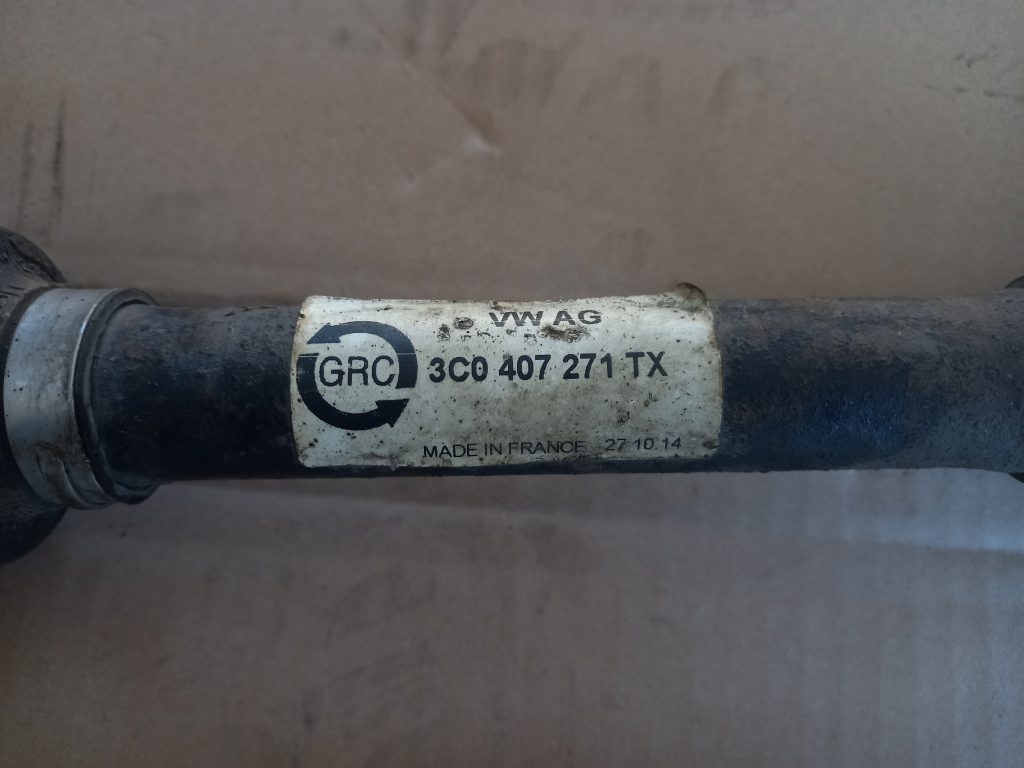 VW AG
GRC 3C0 407 271 TX
MADE IN FRANCE 27 10 14